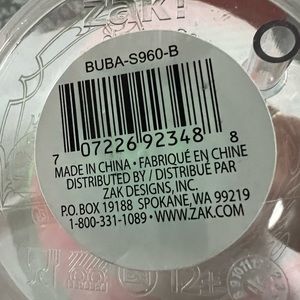 ZAK!
BUBA-S960-B
7 07226 92348 8
MADE IN CHINA • FABRIQUÉ EN CHINE
DISTRIBUTED BY / DISTRIBUÉ PAR
ZAK DESIGNS, INC.
P.O. BOX 19188 SPOKANE, WA 99219
1-800-331-1089 • WWW.ZAK.COM